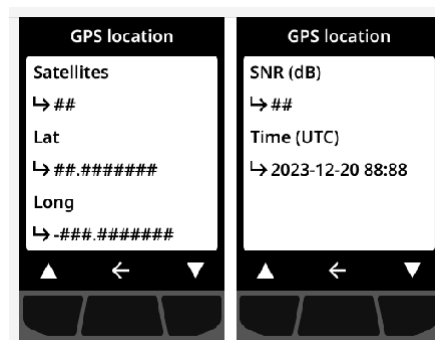 GPS location
Satellites
↳ ##
Lat
↳ ##.#######
Long
↳ -###.#######
GPS location
SNR (dB)
↳ ##
Time (UTC)
↳ 2023-12-20 88:88